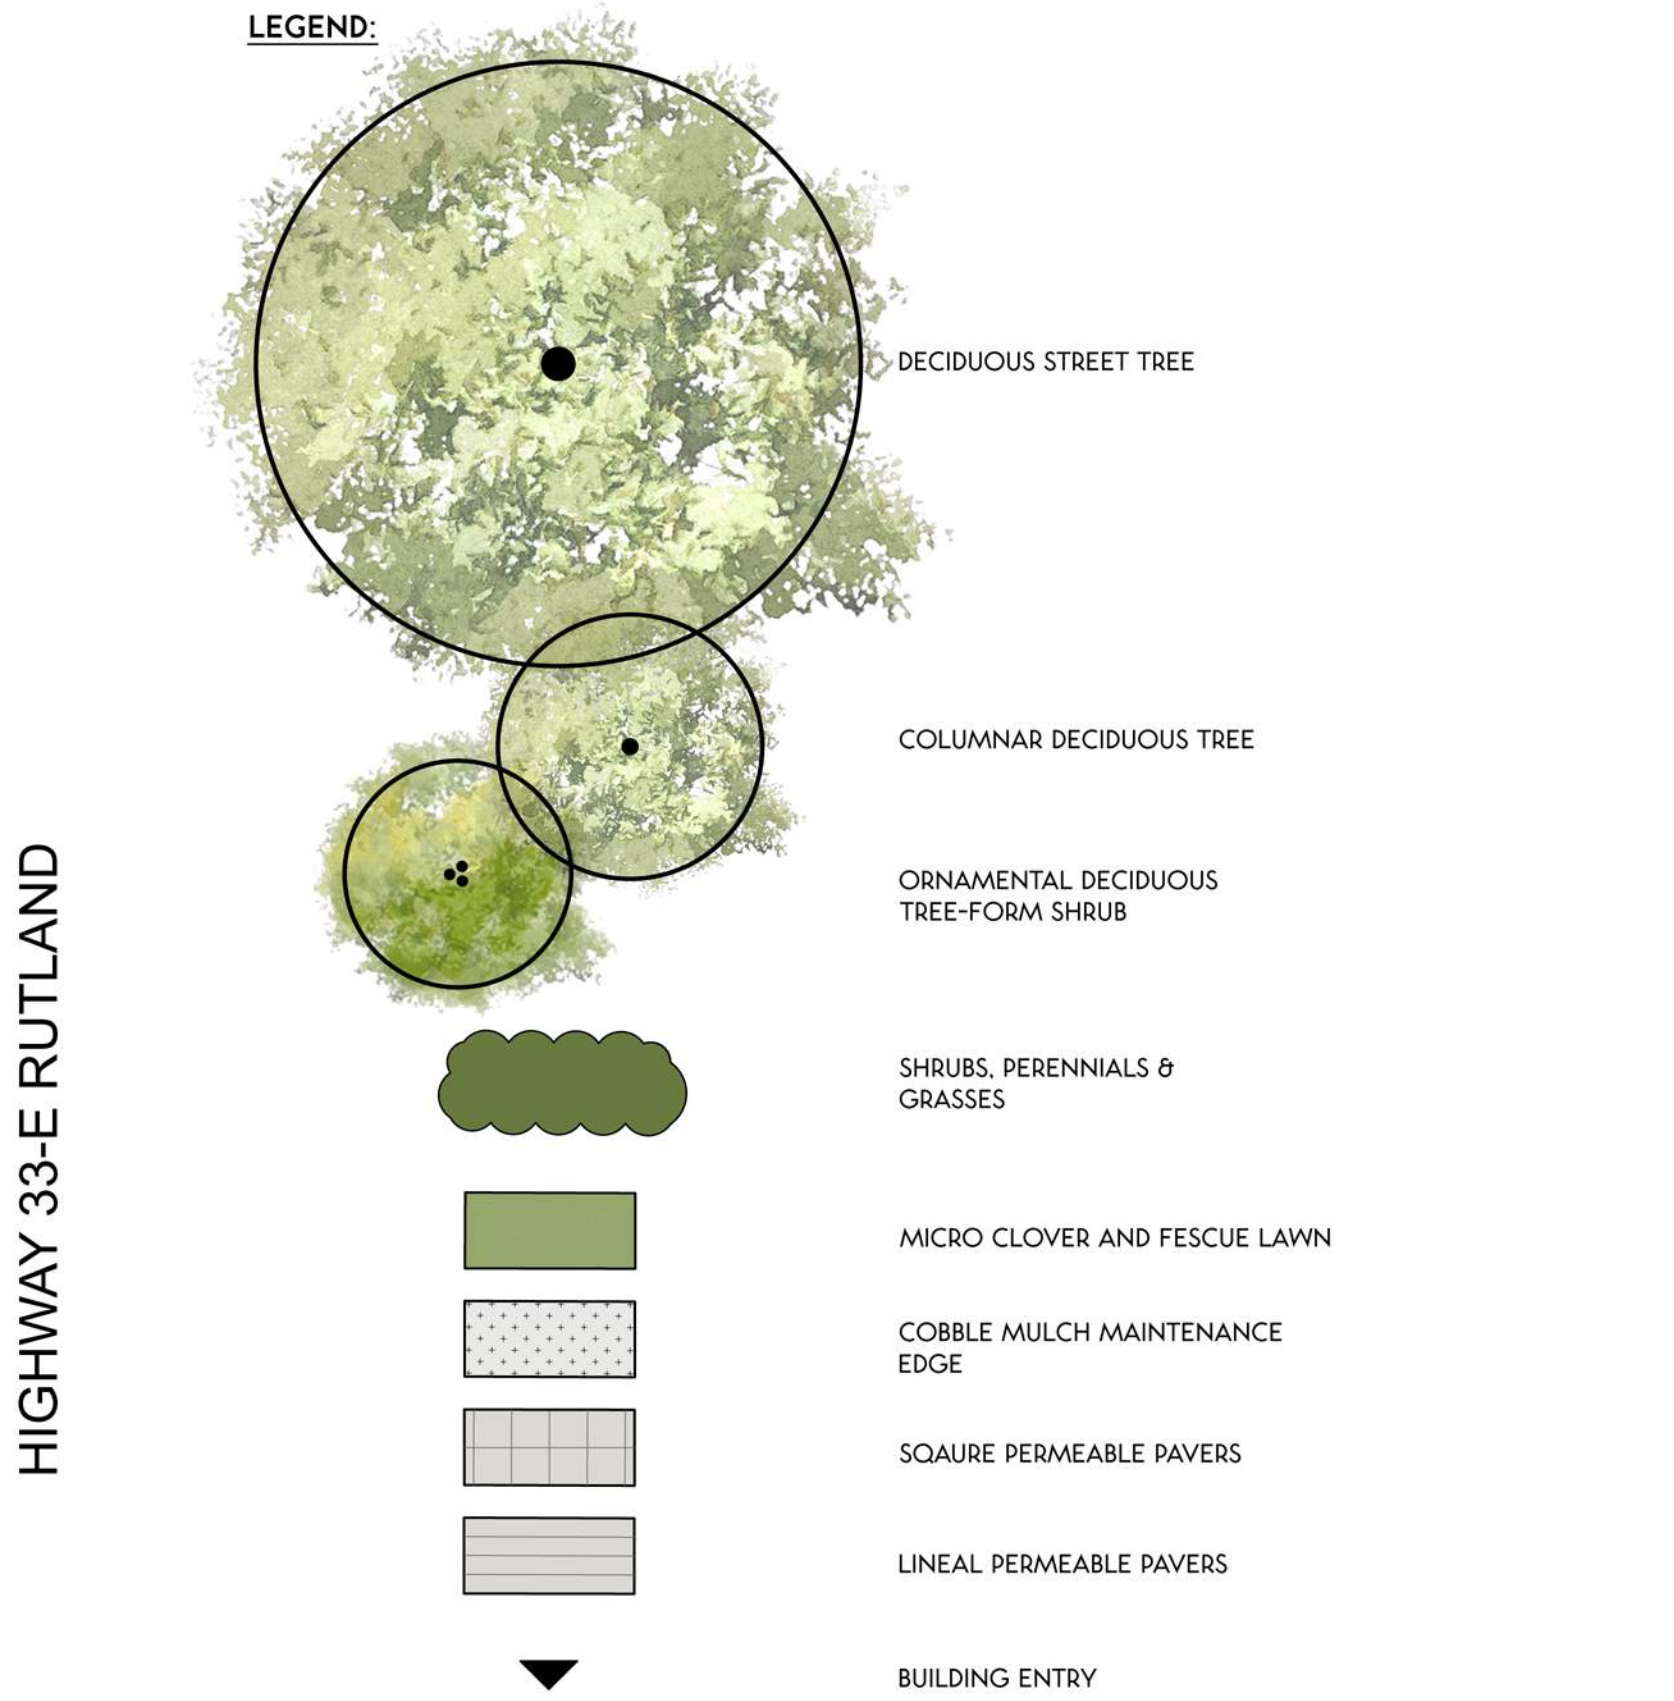 LEGEND:
DECIDUOUS STREET TREE
COLUMNAR DECIDUOUS TREE
ORNAMENTAL DECIDUOUS
TREE-FORM SHRUB
SHRUBS, PERENNIALS &
GRASSES
MICRO CLOVER AND FESCUE LAWN
COBBLE MULCH MAINTENANCE
EDGE
SQAURE PERMEABLE PAVERS
LINEAL PERMEABLE PAVERS
BUILDING ENTRY
HIGHWAY 33-E RUTLAND